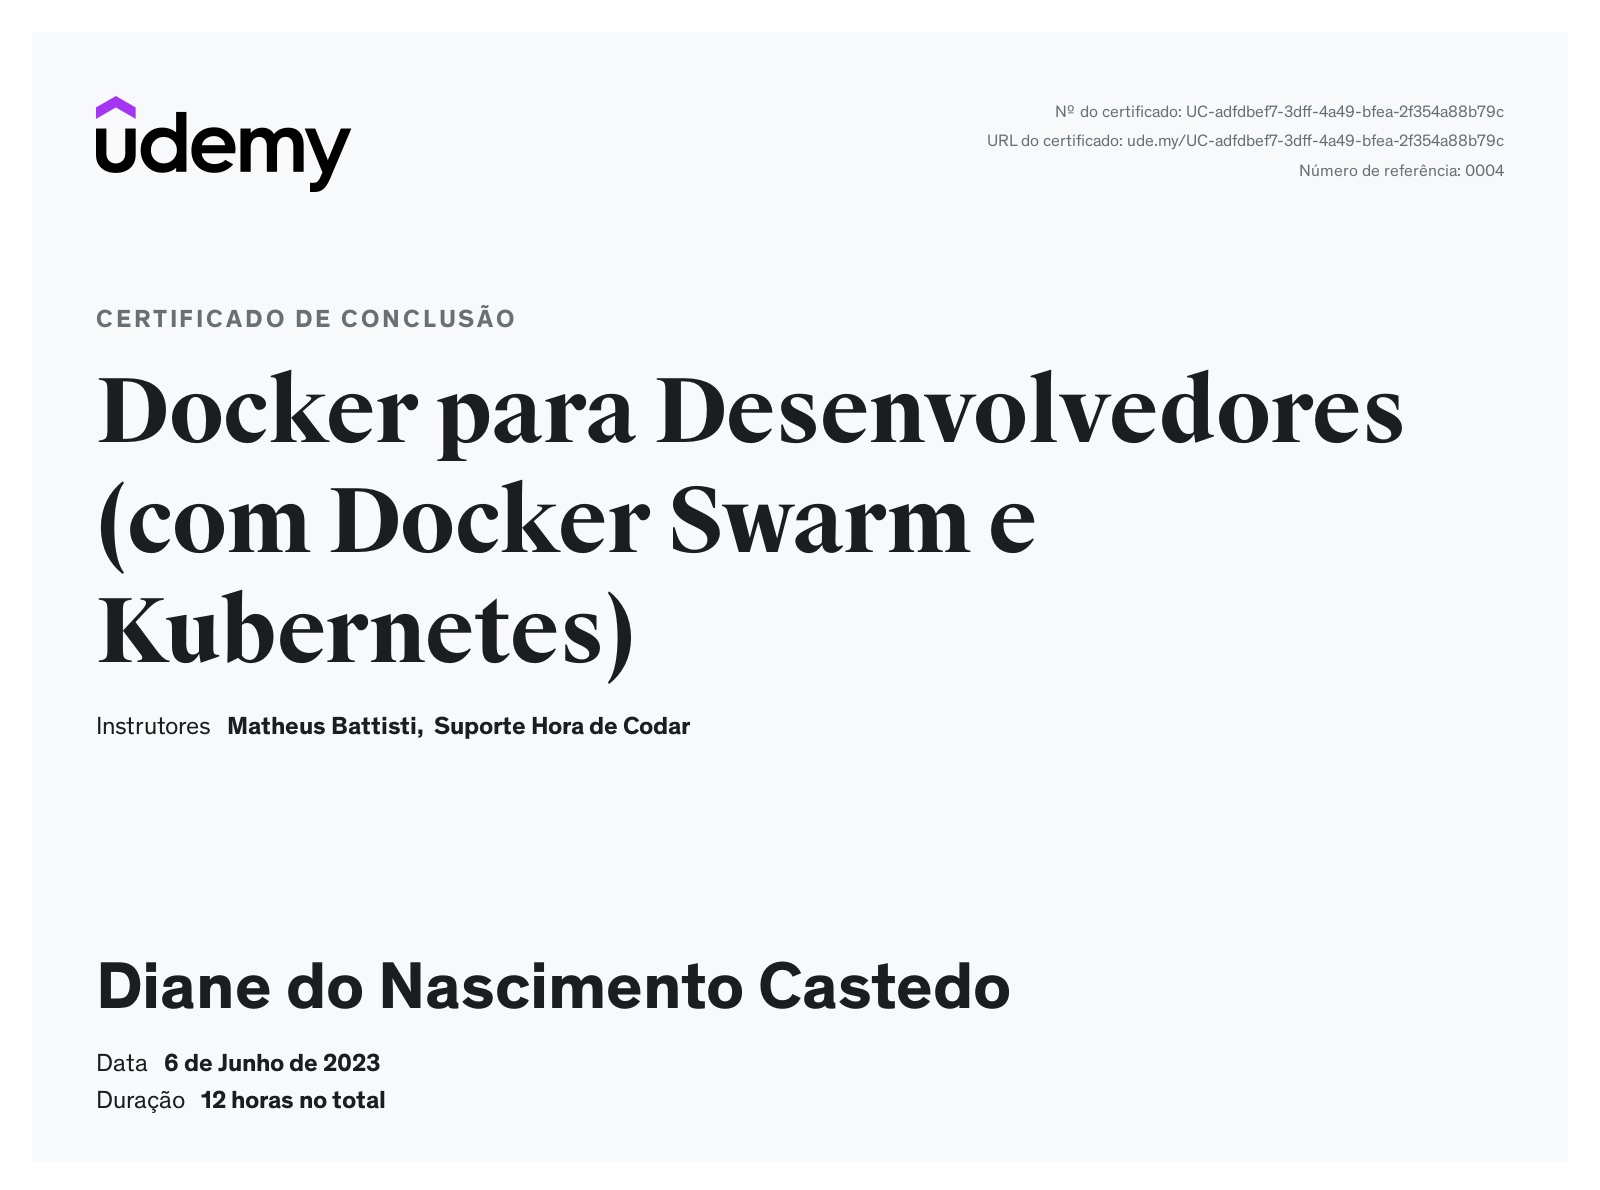 udemy
Nº do certificado: UC-adfdbef7-3dff-4a49-bfea-2f354a88b79c
URL do certificado: ude.my/UC-adfdbef7-3dff-4a49-bfea-2f354a88b79c
Número de referência: 0004
CERTIFICADO DE CONCLUSÃO
Docker para Desenvolvedores
(com Docker Swarm e
Kubernetes)
Instrutores Matheus Battisti, Suporte Hora de Codar
Diane do Nascimento Castedo
Data 6 de Junho de 2023
Duração 12 horas no total